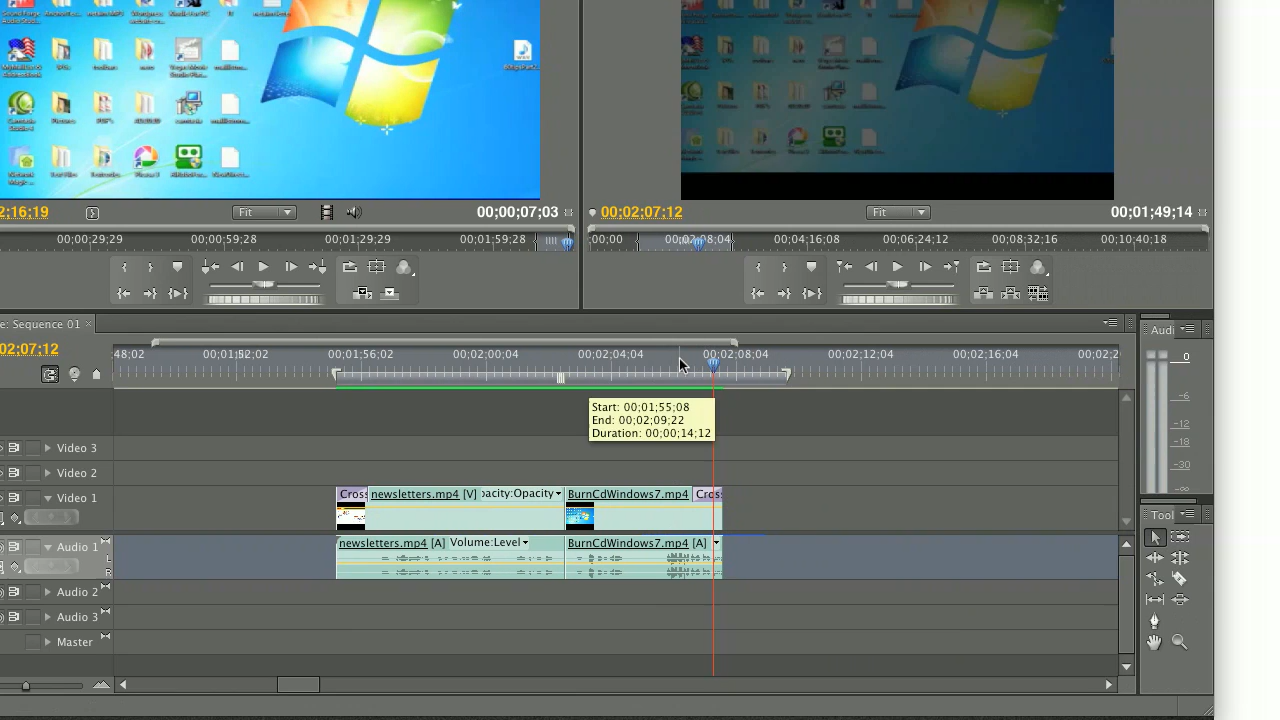 2;16;19
Fit
00;00;07;03
00;02;07;12
Fit
00;01;49;14
00;00;29;29 00;00;59;28 00;01;29;29 00;01;59;28
;00;00 00;02;08;04 00;04;16;08 00;06;24;12 00;08;32;16 00;10;40;18
e: Sequence 01
Audi
02;07;12
;48;02 00;01;52;02 00;01;56;02 00;02;00;04 00;02;04;04 00;02;08;04 00;02;12;04 00;02;16;04 00;02;2
0
-6
-12
-18
-30
-∞
Start: 00;01;55;08
End: 00;02;09;22
Duration: 00;00;14;12
Video 3
Video 2
Video 1
Cross newsletters.mp4 [V] pacity:Opacity BurnCdWindows7.mp4 Cros
Tool
Audio 1
L
R
newsletters.mp4 [A] Volume:Level BurnCdWindows7.mp4 [A]
Audio 2
Audio 3
Master